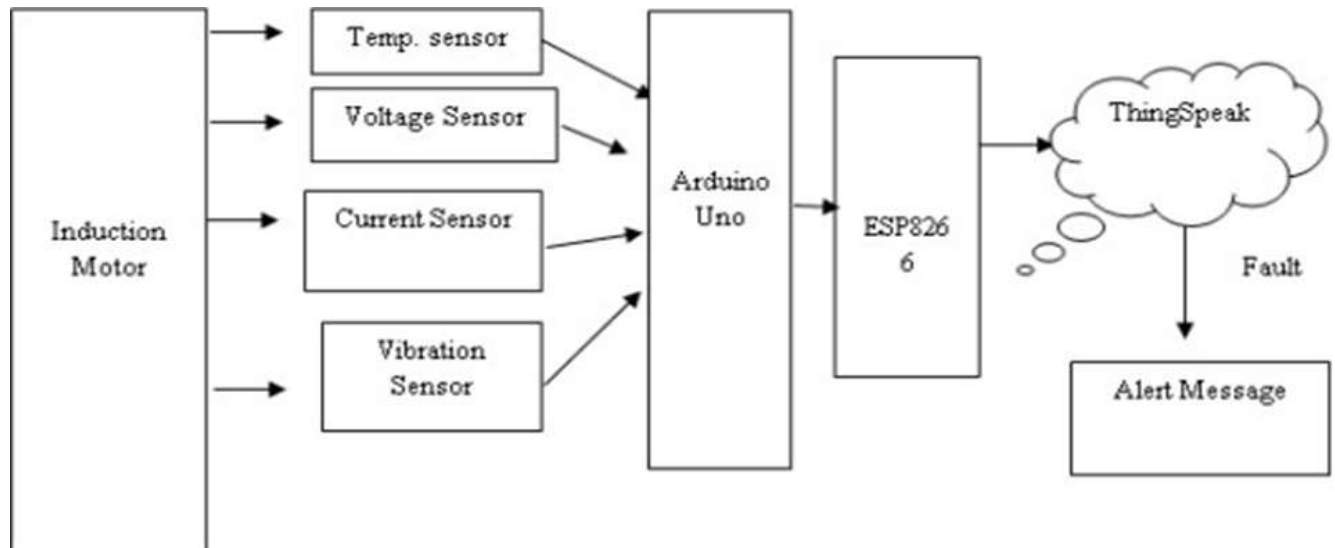 Induction
Motor
Temp. sensor
Voltage Sensor
Current Sensor
Vibration
Sensor
Arduino
Uno
ESP826
6
ThingSpeak
Fault
Alert Message